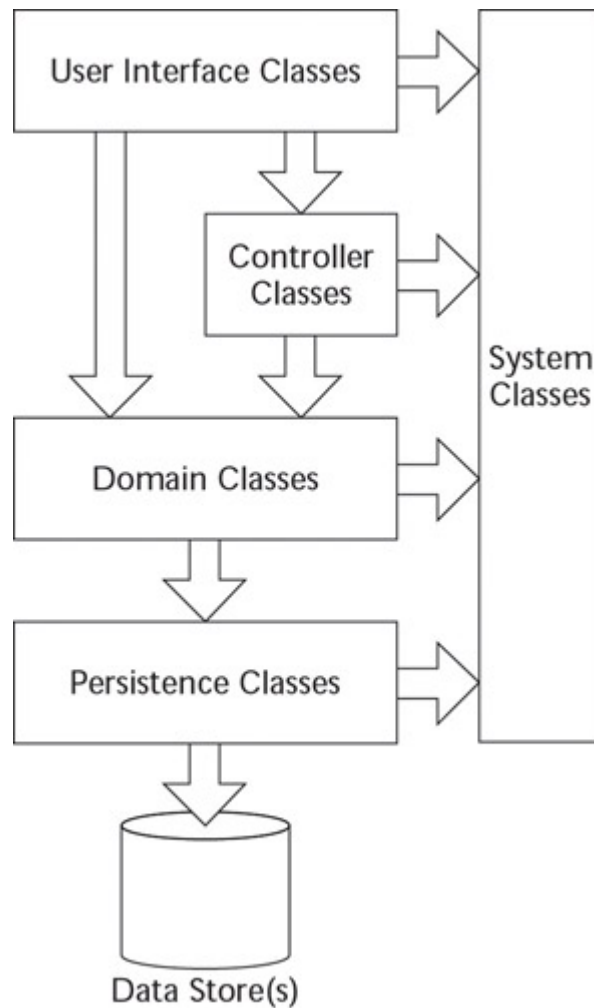 User Interface Classes
Controller
Classes
System
Classes
Domain Classes
Persistence Classes
Data Store(s)